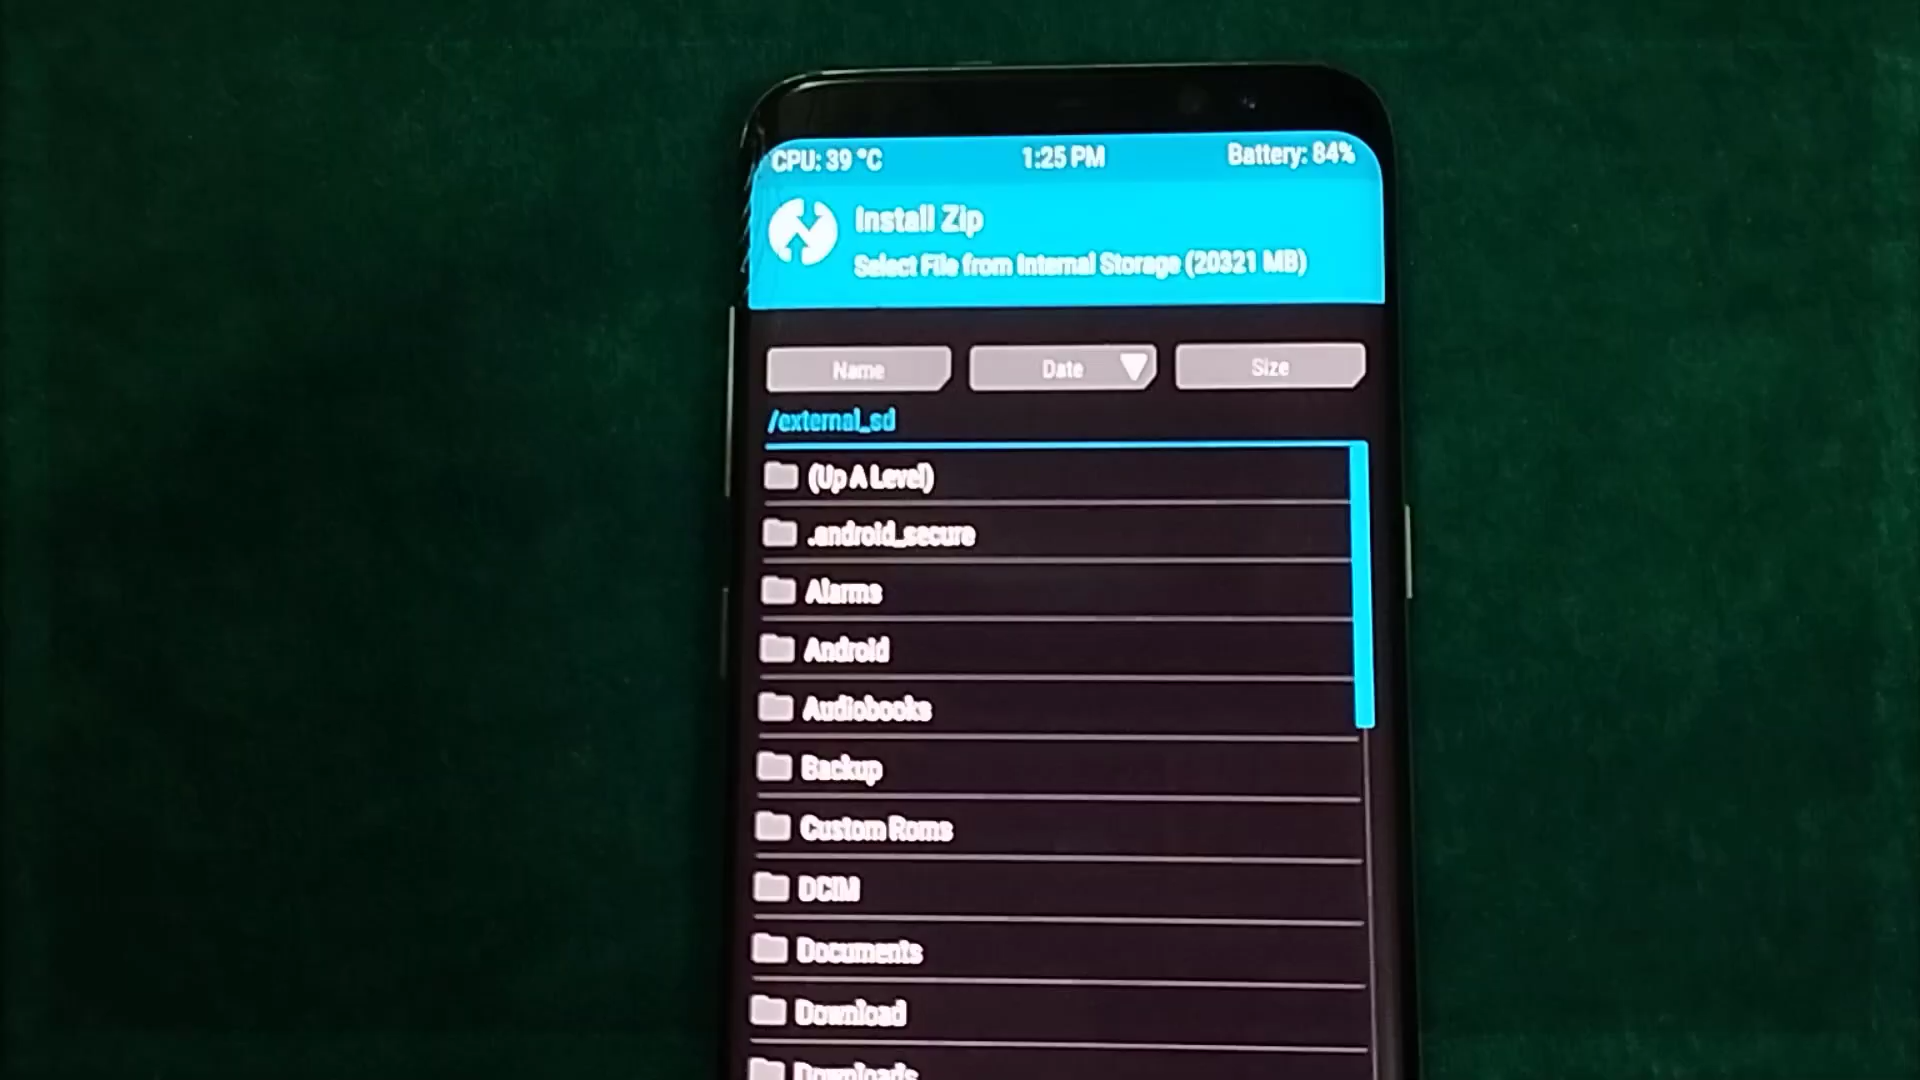 CPU: 39 °C 1:25 PM Battery: 84%
Install Zip
Select File from Internal Storage (20321 MB)
Name Date Size
/external_sd
(Up A Level)
.android_secure
Alarms
Android
Audiobooks
Backup
Custom Roms
DCIM
Documents
Download
Downloads